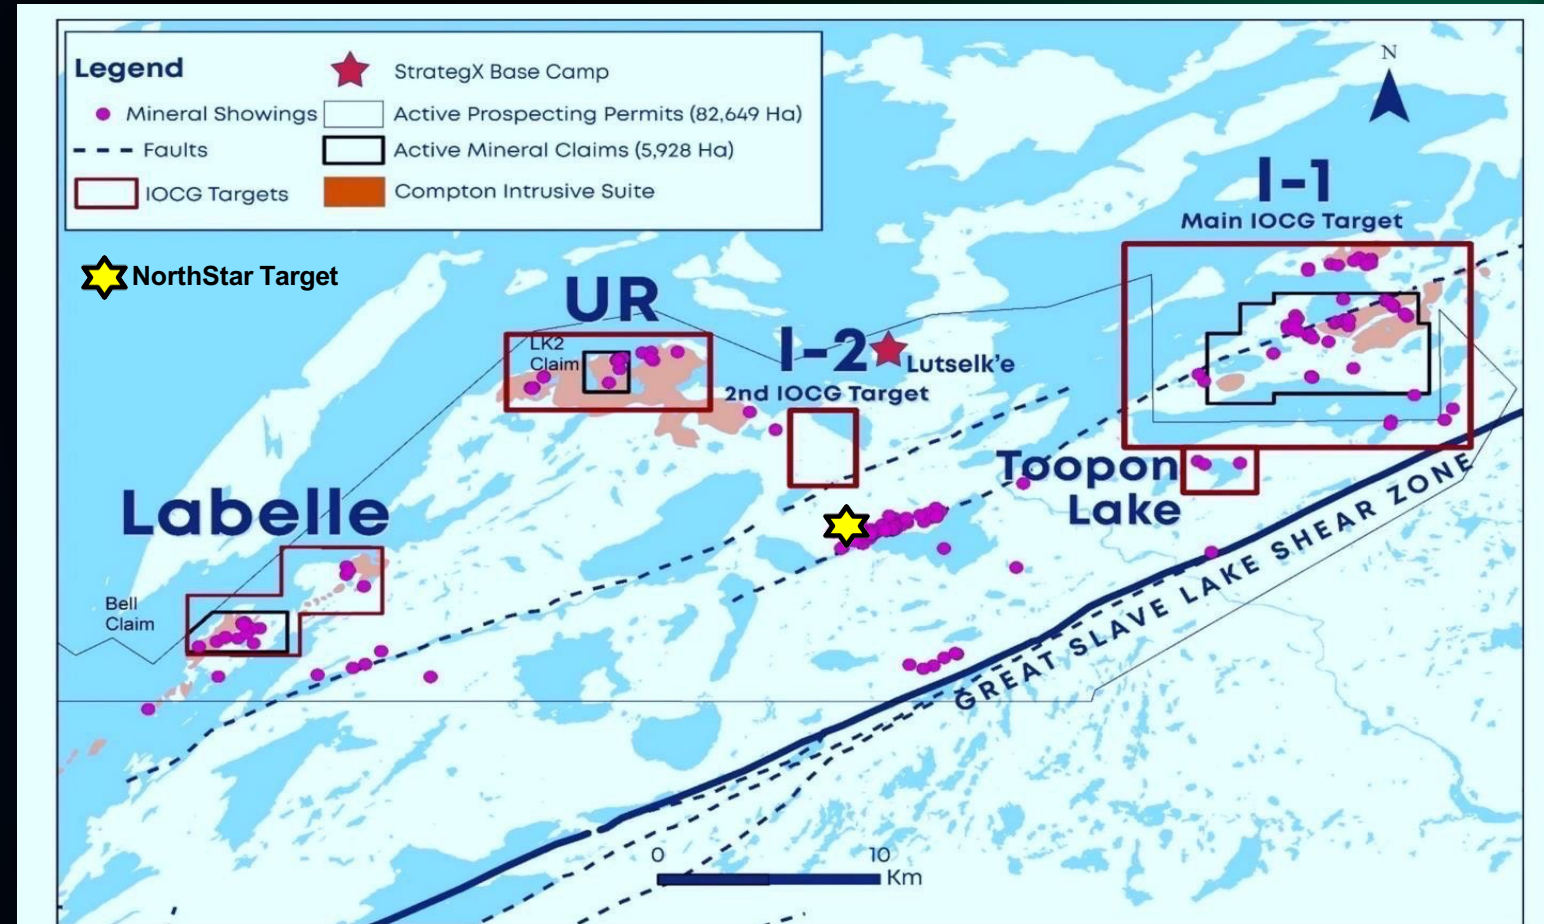 Legend
StrategX Base Camp
Mineral Showings
Active Prospecting Permits (82,649 Ha)
Faults
Active Mineral Claims (5,928 Ha)
IOCG Targets
Compton Intrusive Suite
NorthStar Target
N
I-1
Main IOCG Target
UR
LK2
Claim
I-2
Lutselk'e
2nd IOCG Target
Toopon
Lake
Labelle
Bell
Claim
GREAT SLAVE LAKE SHEAR ZONE
0
10
Km